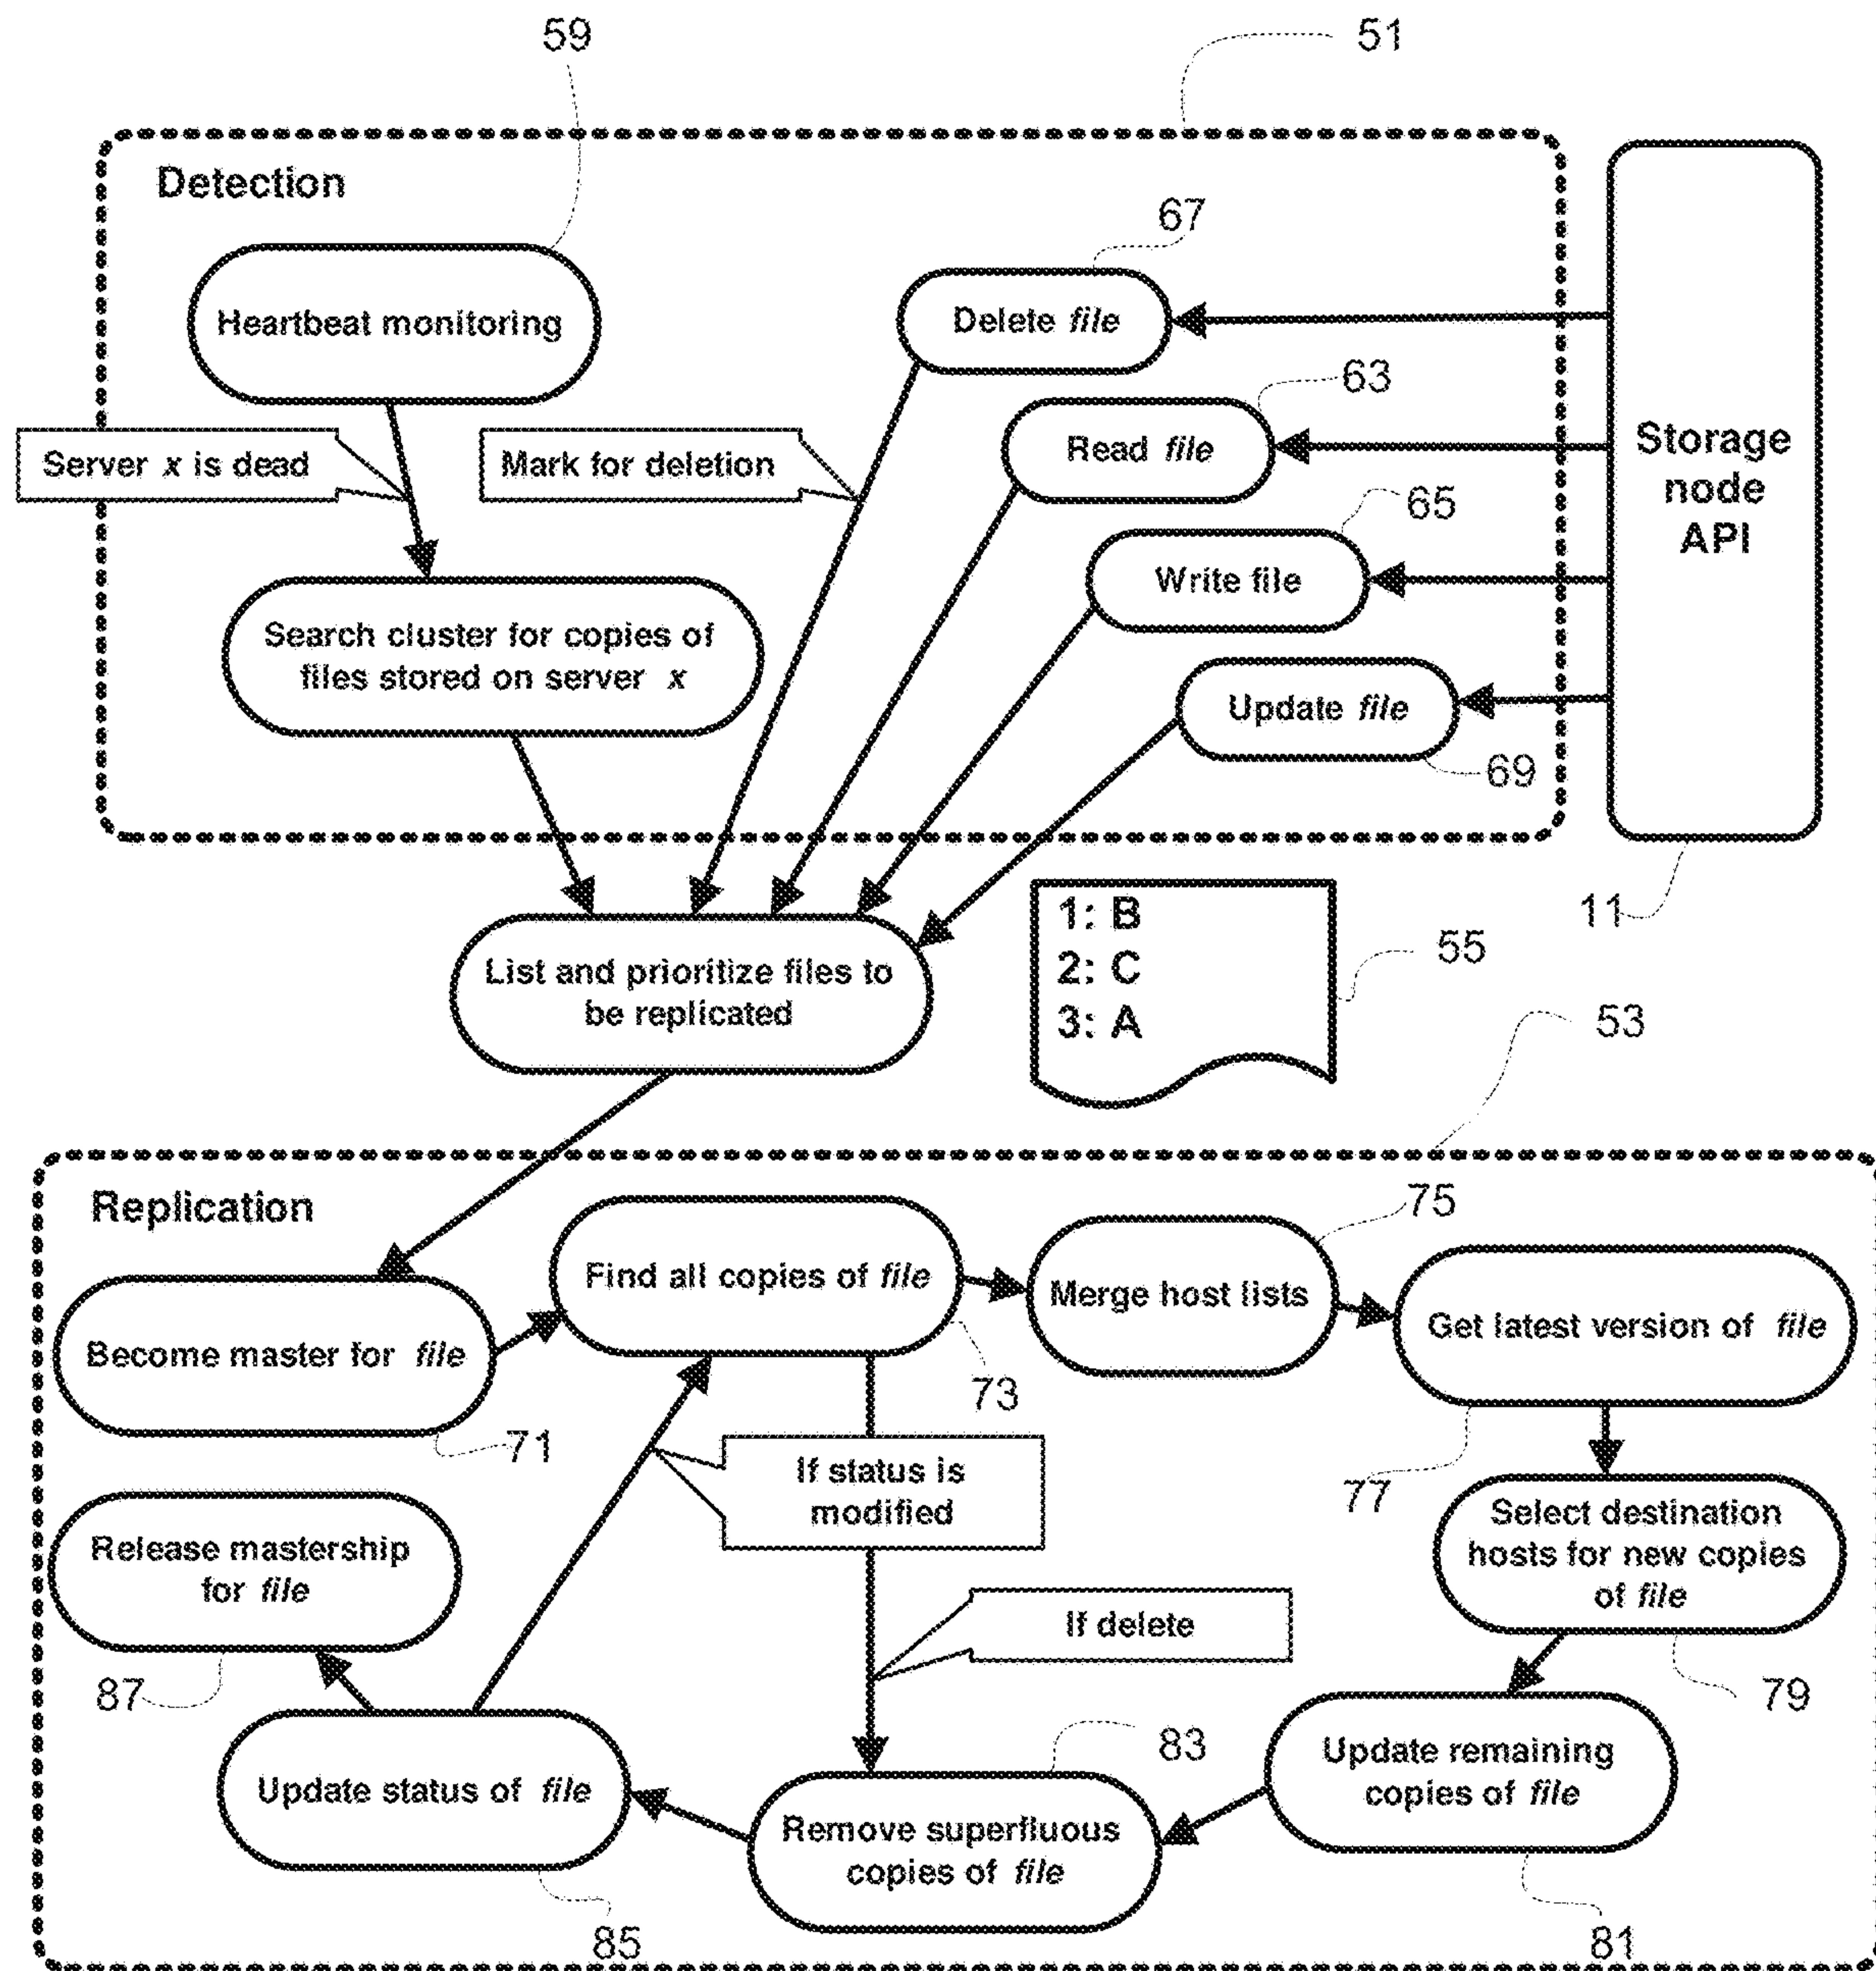 59
51
Detection
67
Heartbeat monitoring
Delete file
63
Server x is dead
Mark for deletion
Read file
Storage
node
API
65
Write file
Search cluster for copies of
files stored on server x
Update file
69
11
1: B
2: C
3: A
55
List and prioritize files to
be replicated
53
Replication
75
Find all copies of file
Merge host lists
Get latest version of file
Become master for file
73
71
If status is
modified
77
Select destination
hosts for new copies
of file
Release mastership
for file
If delete
87
79
83
Update remaining
copies of file
Update status of file
Remove superfluous
copies of file
85
81